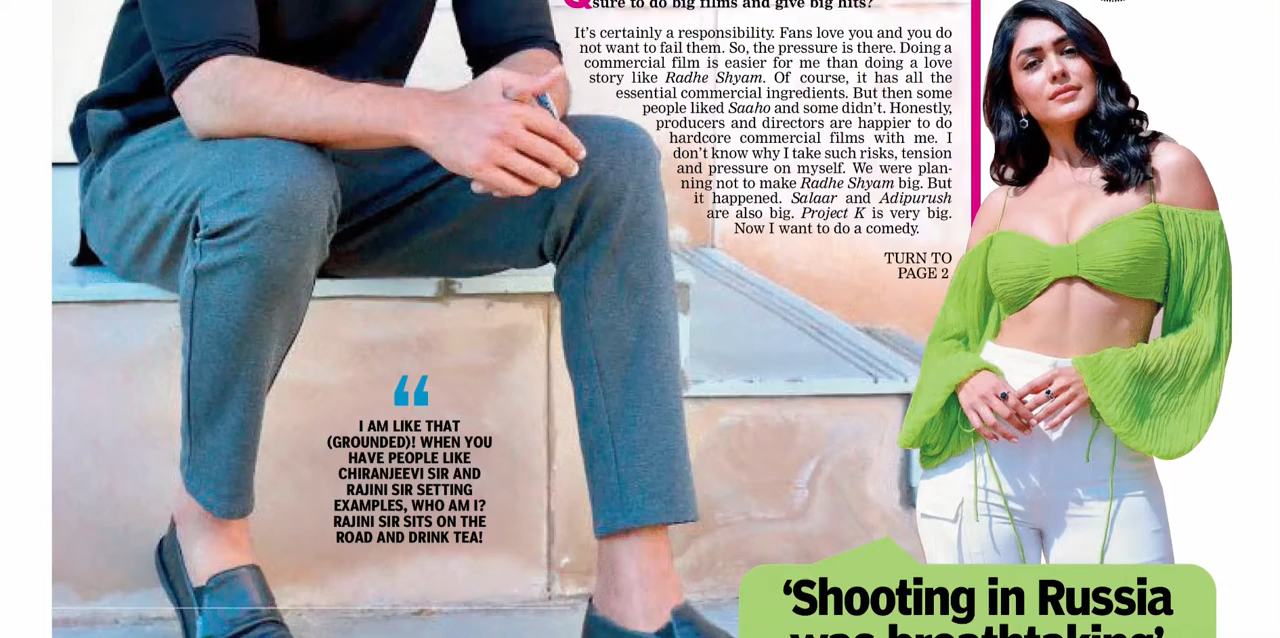 Qsure to do big films and give big hits?
It's certainly a responsibility. Fans love you and you do
not want to fail them. So, the pressure is there. Doing a
commercial film is easier for me than doing a love
story like Radhe Shyam. Of course, it has all the
essential commercial ingredients. But then some
people liked Saaho and some didn't. Honestly,
producers and directors are happier to do
hardcore commercial films with me. I
don't know why I take such risks, tension
and pressure on myself. We were plan-
ning not to make Radhe Shyam big. But
it happened. Salaar and Adipurush
are also big. Project K is very big.
Now I want to do a comedy.
TURN TO
PAGE 2
“
I AM LIKE THAT
(GROUNDED)! WHEN YOU
HAVE PEOPLE LIKE
CHIRANJEEVI SIR AND
RAJINI SIR SETTING
EXAMPLES, WHO AM I?
RAJINI SIR SITS ON THE
ROAD AND DRINK TEA!
‘Shooting in Russia
was breathtaking’